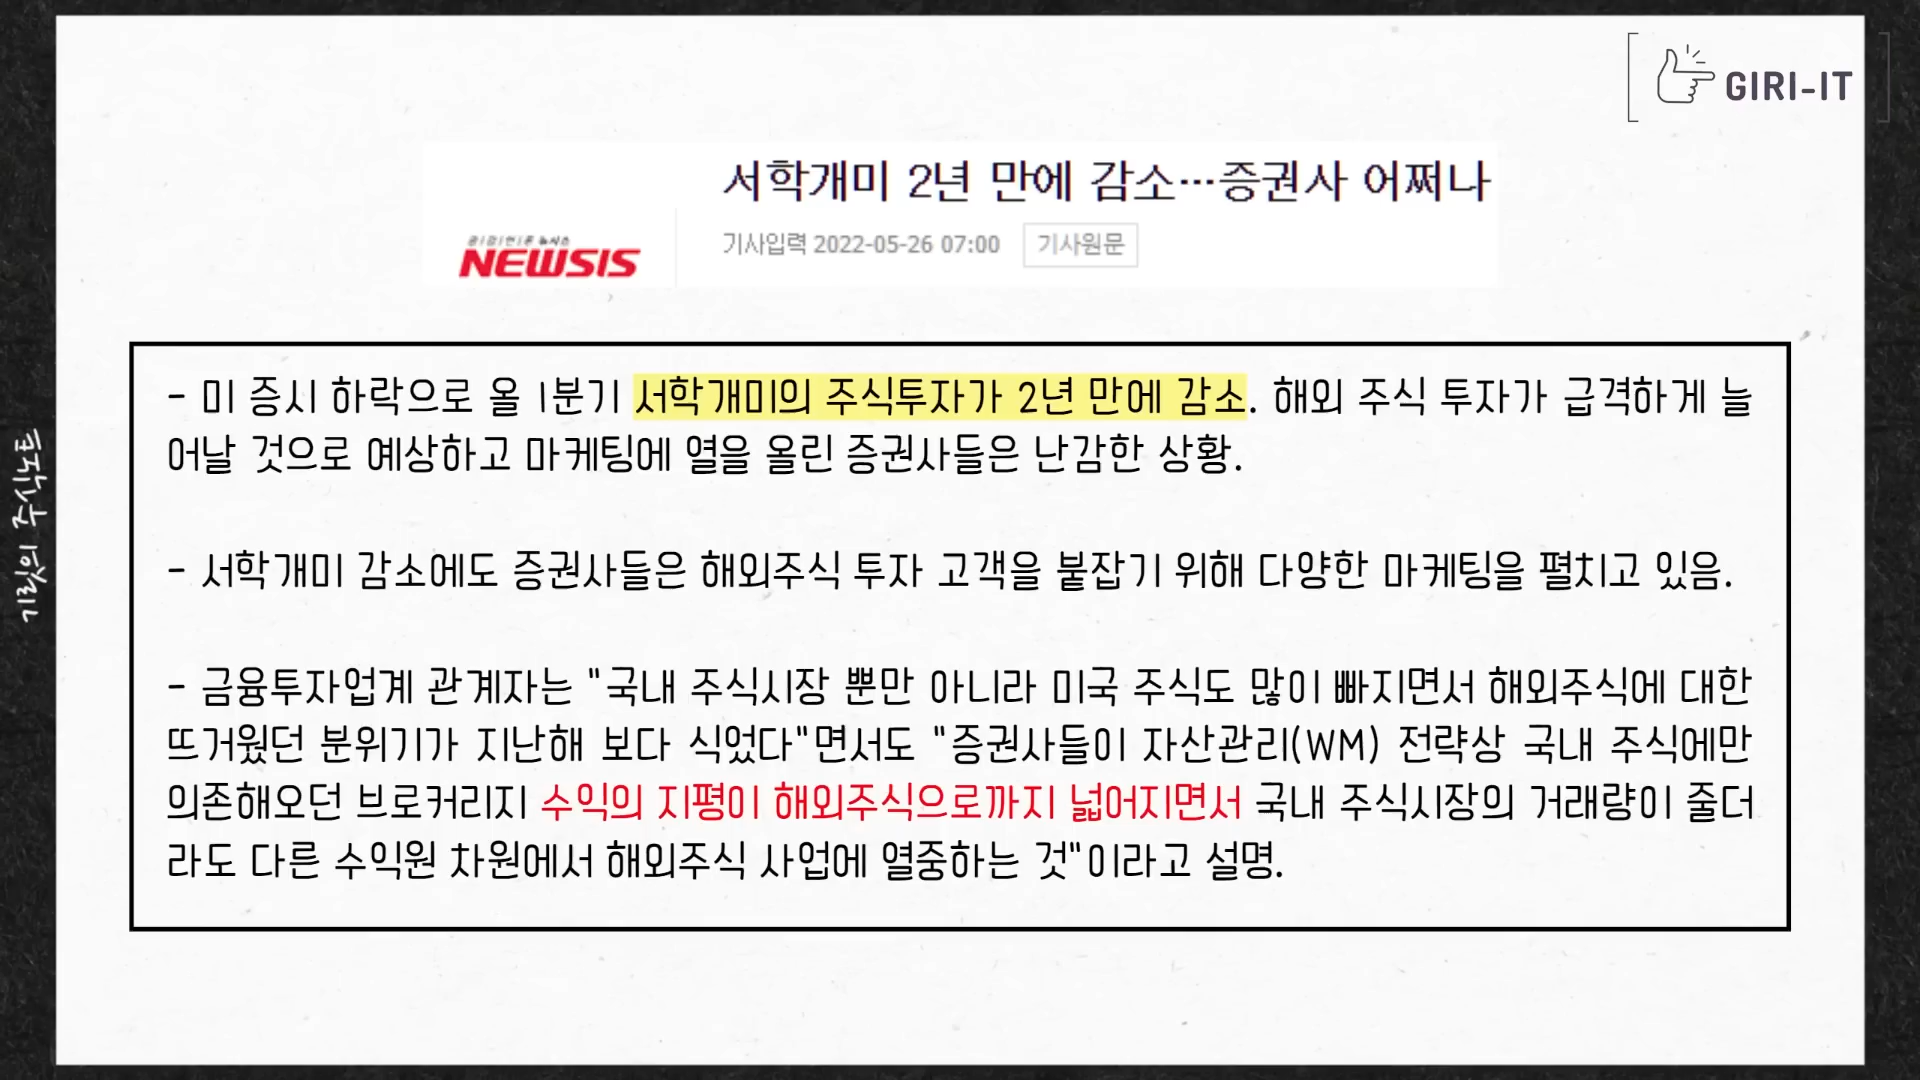 GIRI-IT
서학개미 2년 만에 감소…증권사 어쩌나
공감언론 뉴시스
NEWSIS
기사입력 2022-05-26 07:00 기사원문
- 미 증시 하락으로 올 1분기 서학개미의 주식투자가 2년 만에 감소. 해외 주식 투자가 급격하게 늘
어날 것으로 예상하고 마케팅에 열을 올린 증권사들은 난감한 상황.
- 서학개미 감소에도 증권사들은 해외주식 투자 고객을 붙잡기 위해 다양한 마케팅을 펼치고 있음.
- 금융투자업계 관계자는 "국내 주식시장 뿐만 아니라 미국 주식도 많이 빠지면서 해외주식에 대한
뜨거웠던 분위기가 지난해 보다 식었다"면서도 "증권사들이 자산관리(WM) 전략상 국내 주식에만
의존해오던 브로커리지 수익의 지평이 해외주식으로까지 넓어지면서 국내 주식시장의 거래량이 줄더
라도 다른 수익원 차원에서 해외주식 사업에 열중하는 것"이라고 설명.
기릿의 주식노트